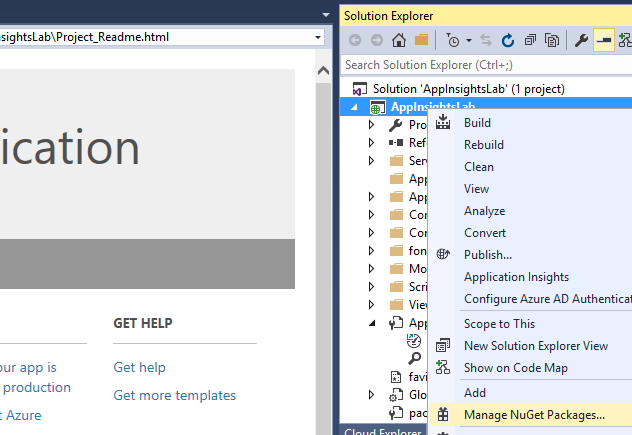 Solution Explorer
sightsLab\Project_Readme.html
Search Solution Explorer (Ctrl+;)
Solution 'AppInsightsLab' (1 project)
AppInsightsLab
Pro
Ref
Serv
App
App
Con
Con
fon
Mo
Scri
View
App
favi
Glo
pac
Build
Rebuild
Clean
View
Analyze
Convert
Publish...
Application Insights
Configure Azure AD Authenticat
Scope to This
New Solution Explorer View
Show on Code Map
Add
Manage NuGet Packages...
ication
GET HELP
our app is
production
t Azure
Get help
Get more templates
Cloud Explorer